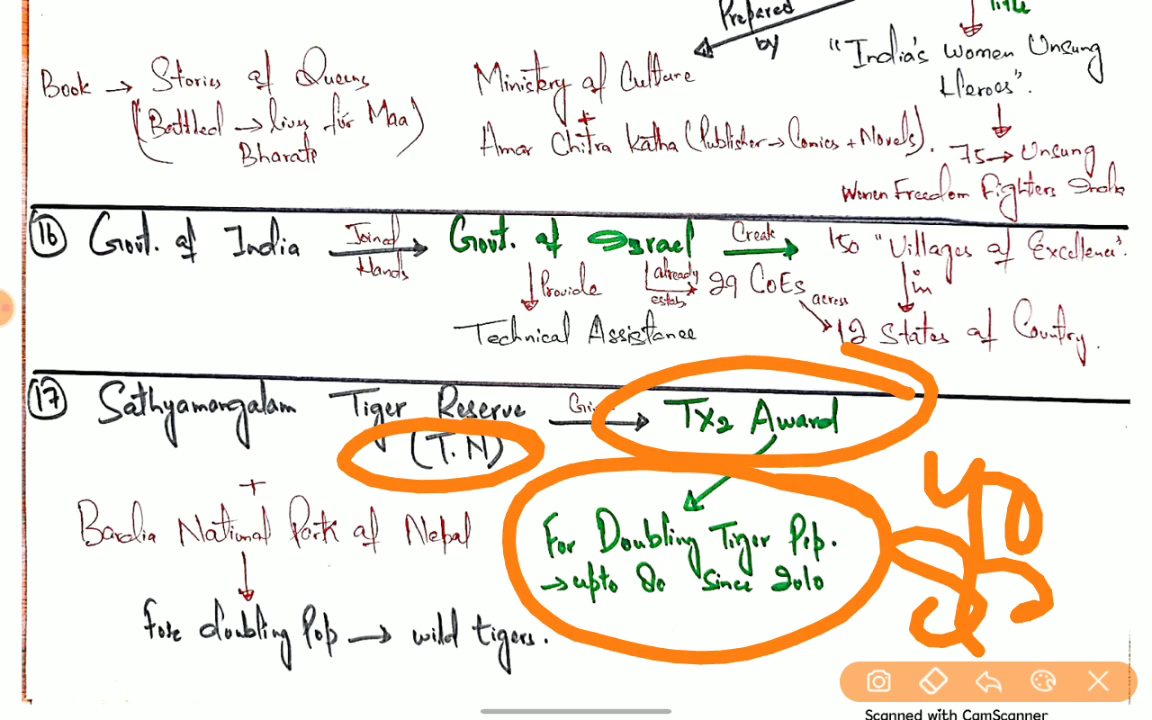 Prepared
by
Title
"India's Women Unsung
Heroes".
75 → Unsung
Women Freedom Fighters India
Ministery of Culture
+
Amar Chitra Katha (Publisher → Comics + Novels).
Book → Stories of Queens
(Battled → lives for Maa)
Bharate
16 Govt. of India Joined Hands → Govt. of Israel Create → 150 "Villages of Excellence".
Provide already estab. → 29 CoEs across in
Technical Assistance 12 States of Country.
17 Sathyamangalam Tiger Reserve → TX2 Award
(T.N)
+
Bardia National Park of Nepal
For Doubling Tiger Pop.
→ upto 80 since 2010
fore doubling Pop → wild tigers.
Scanned with CamScanner